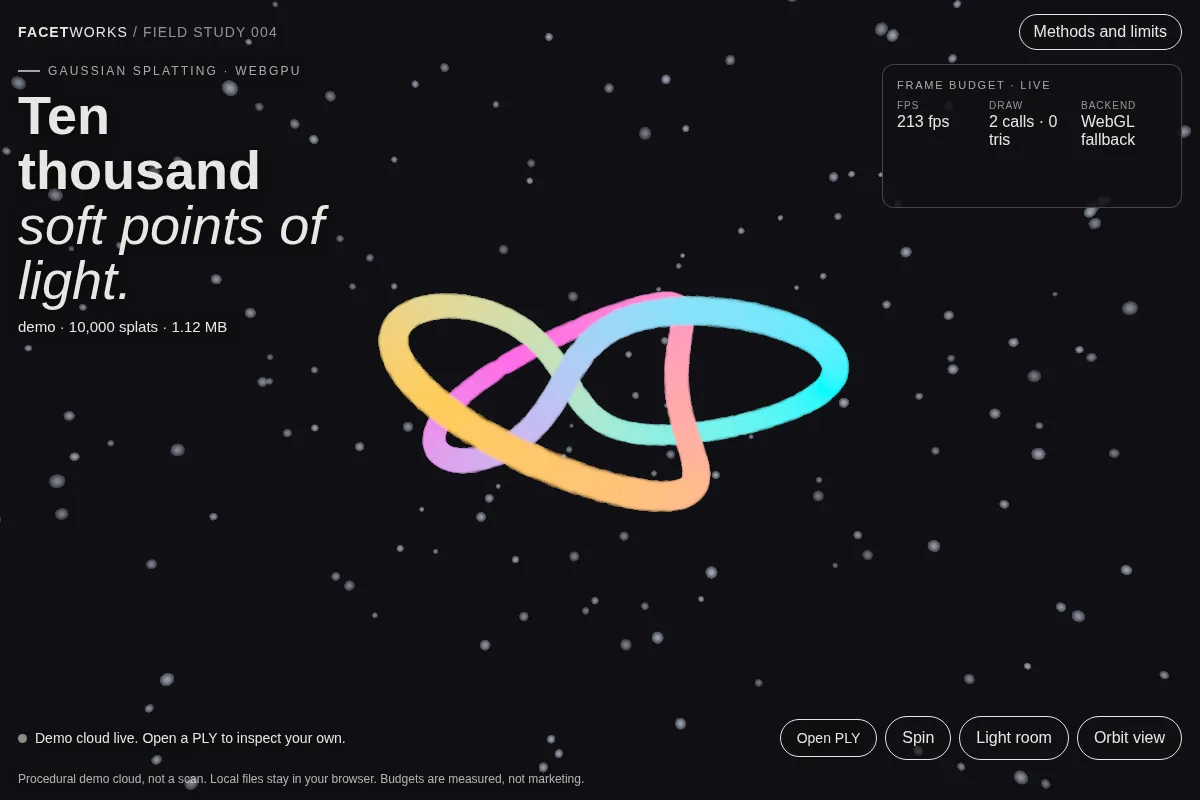 FACETWORKS / FIELD STUDY 004
Methods and limits
GAUSSIAN SPLATTING · WEBGPU
Ten
thousand
soft points of
light.
demo · 10,000 splats · 1.12 MB
FRAME BUDGET · LIVE
FPS
213 fps
DRAW
2 calls · 0
tris
BACKEND
WebGL
fallback
Demo cloud live. Open a PLY to inspect your own.
Open PLY
Spin
Light room
Orbit view
Procedural demo cloud, not a scan. Local files stay in your browser. Budgets are measured, not marketing.